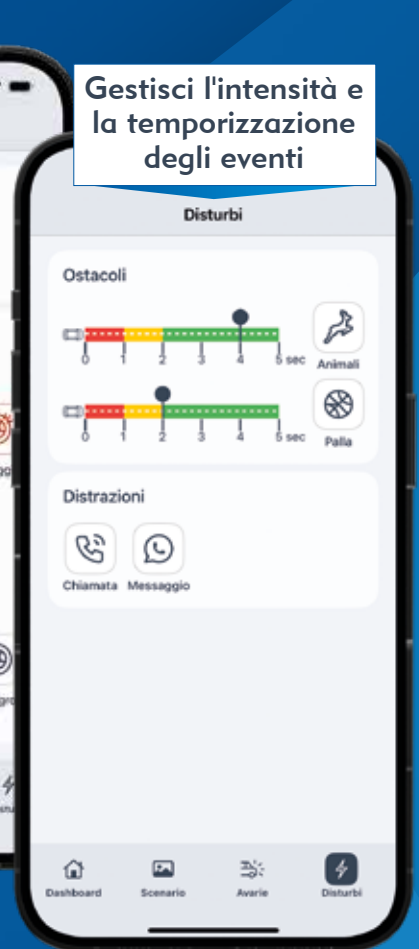 Gestisci l'intensità e
la temporizzazione
degli eventi
Disturbi
Ostacoli
0 1 2 3 4 5 sec
Animali
0 1 2 3 4 5 sec
Palla
Distrazioni
Chiamata Messaggio
Dashboard Scenario Avarie Disturbi